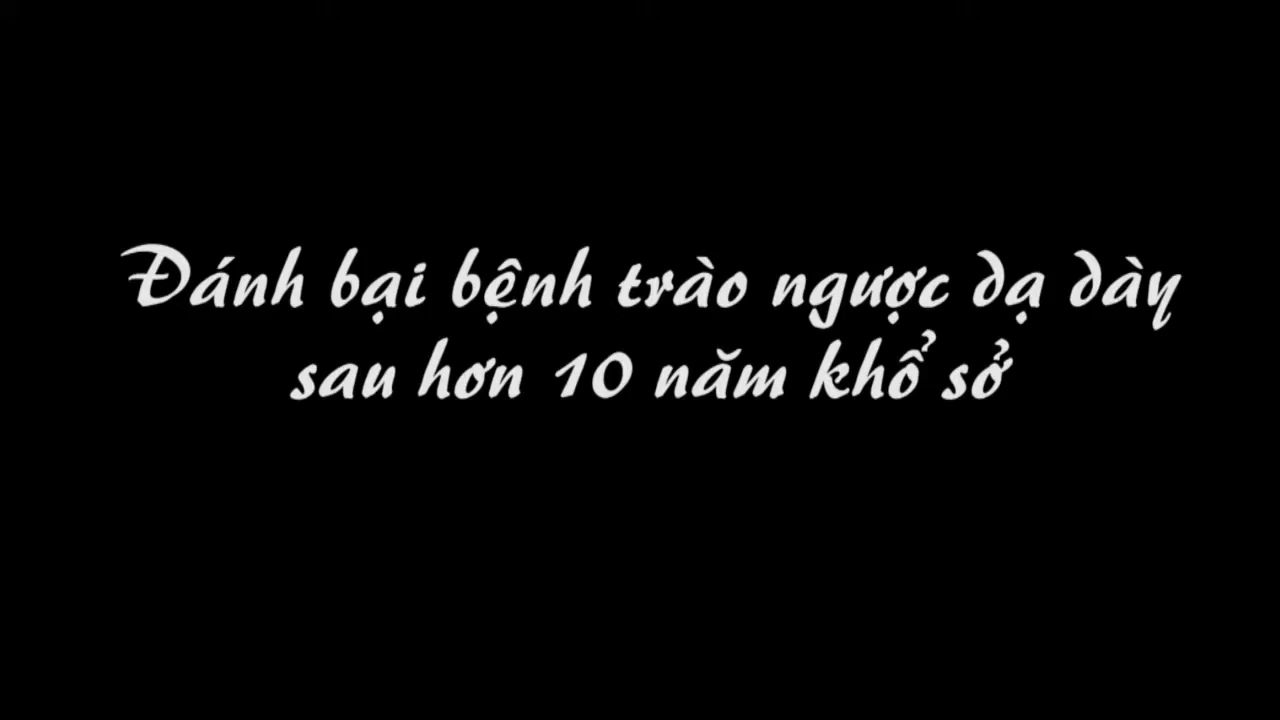 Đánh bại bệnh trào ngược dạ dày
sau hơn 10 năm khổ sở